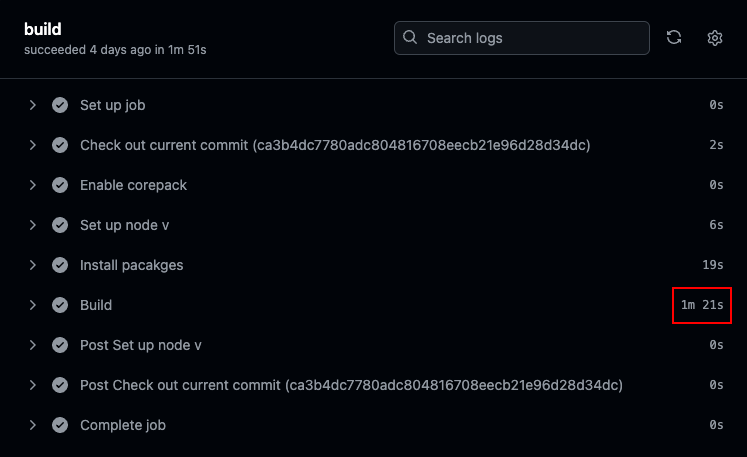 build
succeeded 4 days ago in 1m 51s
Search logs
Set up job 0s
Check out current commit (ca3b4dc7780adc804816708eecb21e96d28d34dc) 2s
Enable corepack 0s
Set up node v 6s
Install pacakges 19s
Build 1m 21s
Post Set up node v 0s
Post Check out current commit (ca3b4dc7780adc804816708eecb21e96d28d34dc) 0s
Complete job 0s